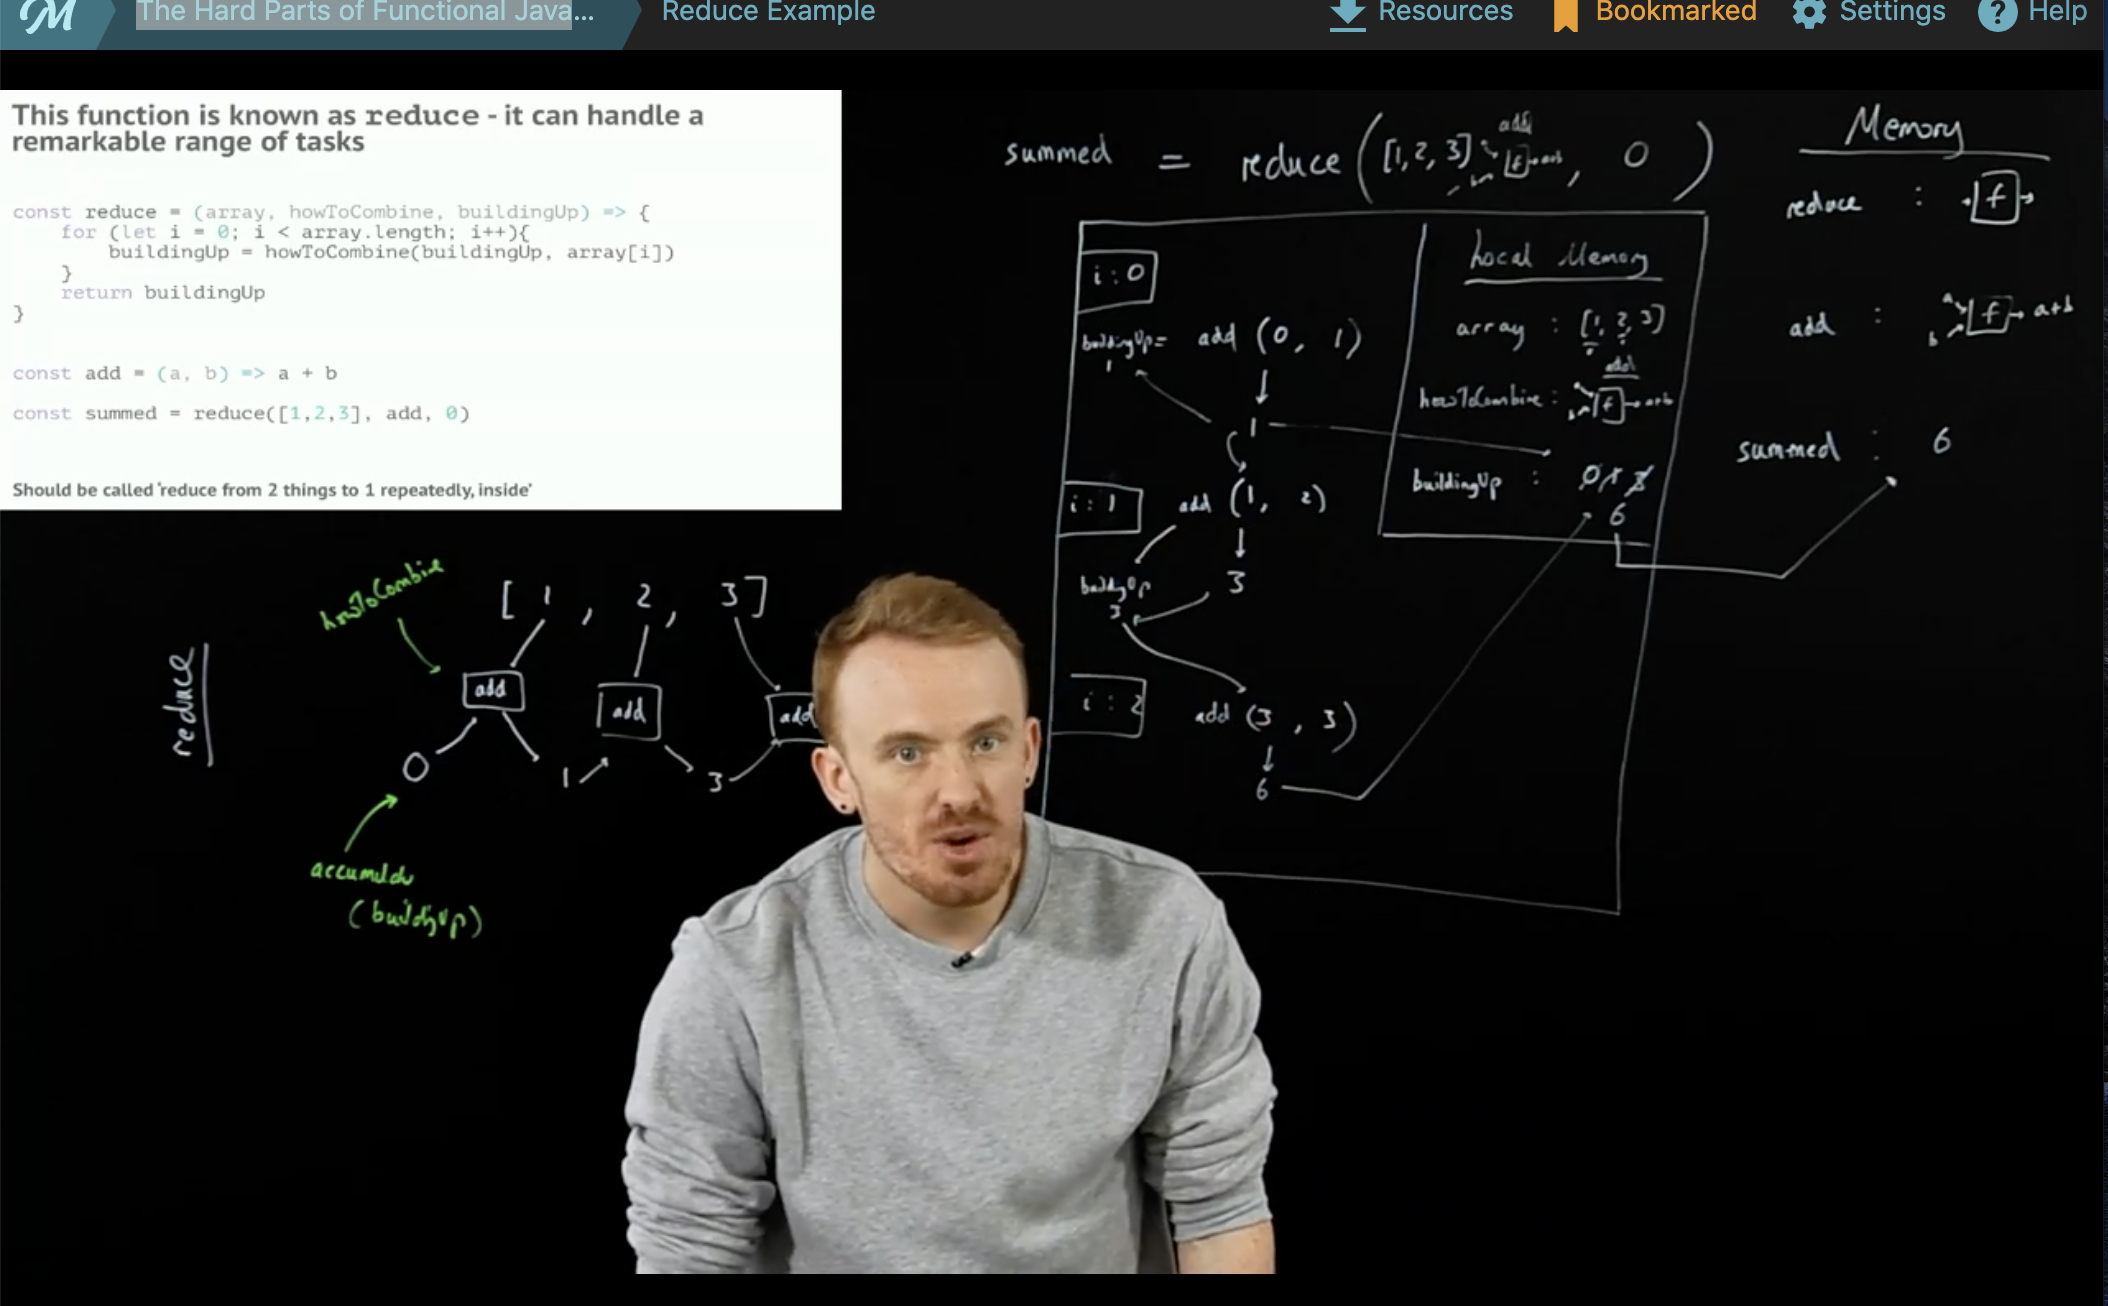 The Hard Parts of Functional Java...
Reduce Example
Resources
Bookmarked
Settings
Help
This function is known as reduce - it can handle a
remarkable range of tasks
const reduce = (array, howToCombine, buildingUp) => {
for (let i = 0; i < array.length; i++){
buildingUp = howToCombine(buildingUp, array[i])
}
return buildingUp
}
const add = (a, b) => a + b
const summed = reduce([1,2,3], add, 0)
Should be called 'reduce from 2 things to 1 repeatedly, inside'
reduce
howToCombine
[ 1 , 2 , 3 ]
add
add
add
0
1
3
(buildingUp)
add
summed = reduce ([1, 2, 3] f a+b , 0 )
i : 0
buildingUp = add (0, 1)
1
1
i : 1
add (1, 2)
buildingUp
3
3
i : 2
add (3 , 3)
6
Local Memory
array : [1, 2, 3]
add
howToCombine : f a+b
buildingUp : 0 1 3
6
Memory
reduce : f
add : a b f a+b
summed : 6